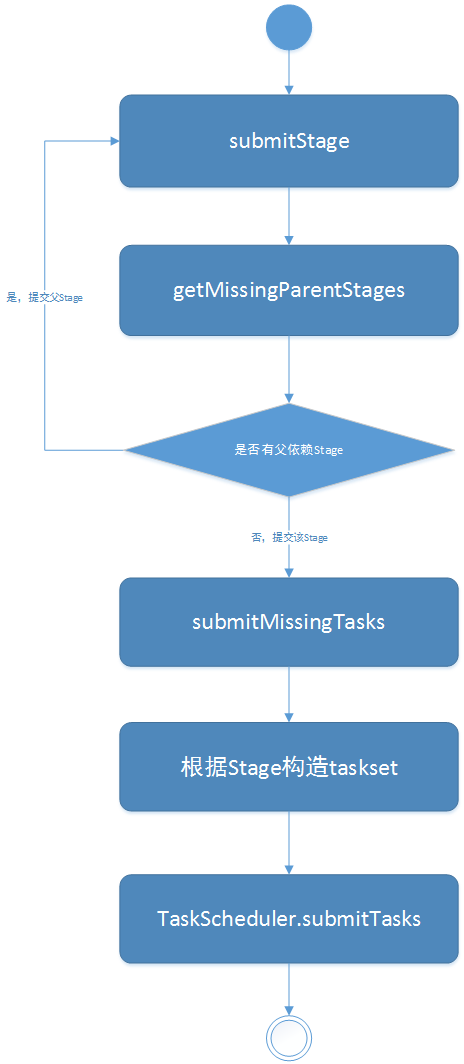 submitStage
getMissingParentStages
是，提交父Stage
是否有父依赖Stage
否，提交该Stage
submitMissingTasks
根据Stage构造taskset
TaskScheduler.submitTasks